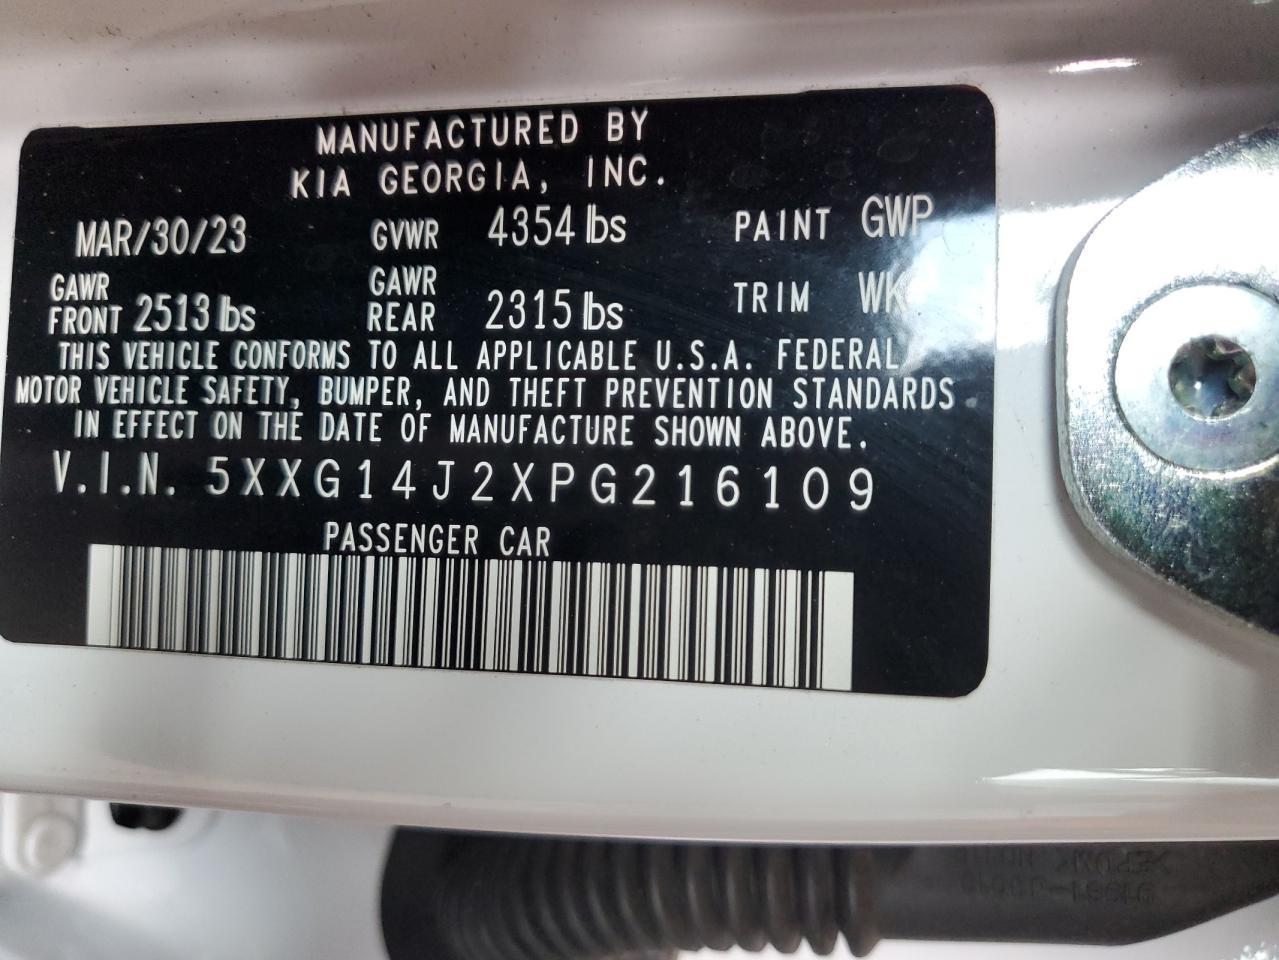 MANUFACTURED BY
KIA GEORGIA, INC.
MAR/30/23 GVWR 4354 lbs PAINT GWP
GAWR FRONT 2513 lbs GAWR REAR 2315 lbs TRIM WK
THIS VEHICLE CONFORMS TO ALL APPLICABLE U.S.A. FEDERAL
MOTOR VEHICLE SAFETY, BUMPER, AND THEFT PREVENTION STANDARDS
IN EFFECT ON THE DATE OF MANUFACTURE SHOWN ABOVE.
V.I.N. 5XXG14J2XPG216109
PASSENGER CAR